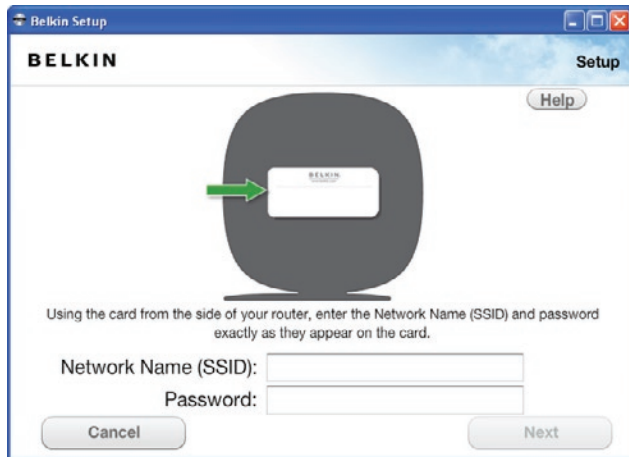 Belkin Setup
BELKIN
Setup
Help
BELKIN
Using the card from the side of your router, enter the Network Name (SSID) and password
exactly as they appear on the card.
Network Name (SSID):
Password:
Cancel
Next